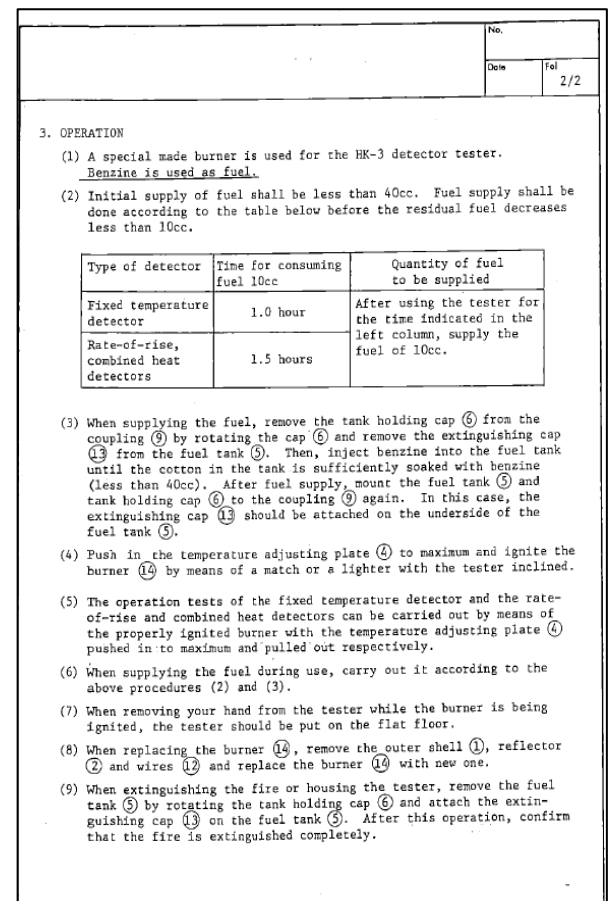 No.
Date
Fol
2/2
3. OPERATION
(1) A special made burner is used for the HK-3 detector tester.
Benzine is used as fuel.
(2) Initial supply of fuel shall be less than 40cc. Fuel supply shall be
done according to the table below before the residual fuel decreases
less than 10cc.
Type of detector
Time for consuming
fuel 10cc
Quantity of fuel
to be supplied
Fixed temperature
detector
1.0 hour
After using the tester for
the time indicated in the
left column, supply the
fuel of 10cc.
Rate-of-rise,
combined heat
detectors
1.5 hours
(3) When supplying the fuel, remove the tank holding cap ⑥ from the
coupling ⑨ by rotating the cap ⑥ and remove the extinguishing cap
⑬ from the fuel tank ⑤. Then, inject benzine into the fuel tank
until the cotton in the tank is sufficiently soaked with benzine
(less than 40cc). After fuel supply, mount the fuel tank ⑤ and
tank holding cap ⑥ to the coupling ⑨ again. In this case, the
extinguishing cap ⑬ should be attached on the underside of the
fuel tank ⑤.
(4) Push in the temperature adjusting plate ④ to maximum and ignite the
burner ⑭ by means of a match or a lighter with the tester inclined.
(5) The operation tests of the fixed temperature detector and the rate-
of-rise and combined heat detectors can be carried out by means of
the properly ignited burner with the temperature adjusting plate ④
pushed in to maximum and pulled out respectively.
(6) When supplying the fuel during use, carry out it according to the
above procedures (2) and (3).
(7) When removing your hand from the tester while the burner is being
ignited, the tester should be put on the flat floor.
(8) When replacing the burner ⑭, remove the outer shell ①, reflector
② and wires ⑫ and replace the burner ⑭ with new one.
(9) When extinguishing the fire or housing the tester, remove the fuel
tank ⑤ by rotating the tank holding cap ⑥ and attach the extin-
guishing cap ⑬ on the fuel tank ⑤. After this operation, confirm
that the fire is extinguished completely.